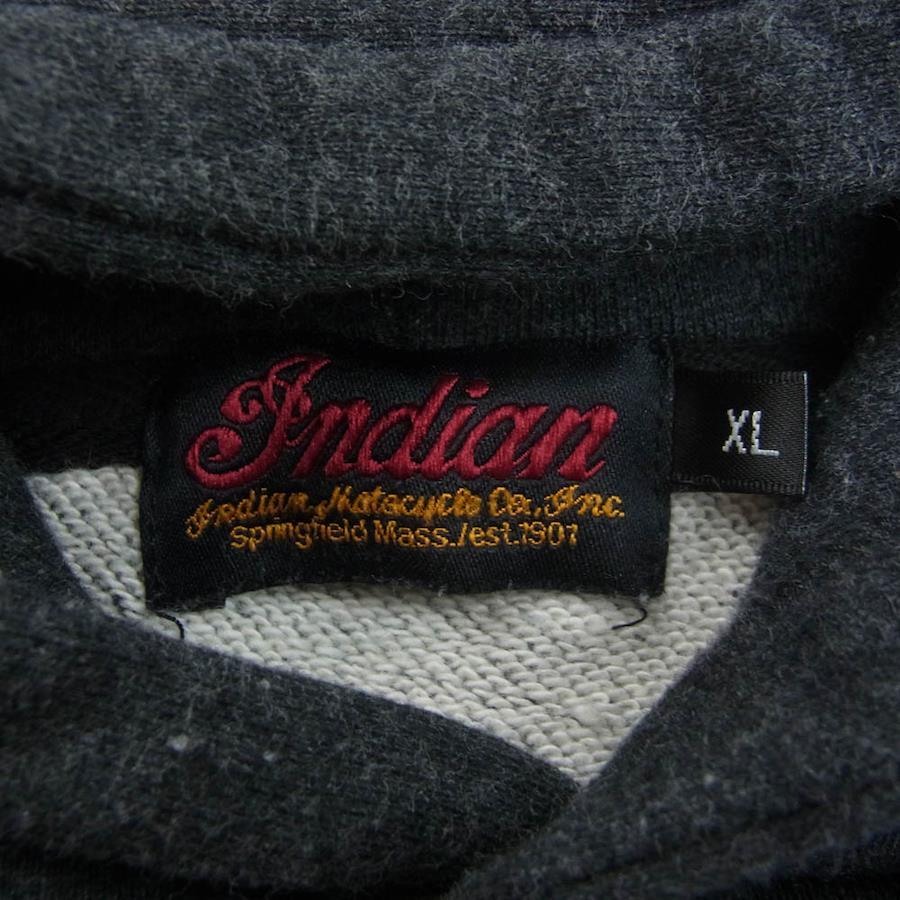 Indian
Indian Motocycle Co., Inc.
Springfield Mass./est.1901
XL